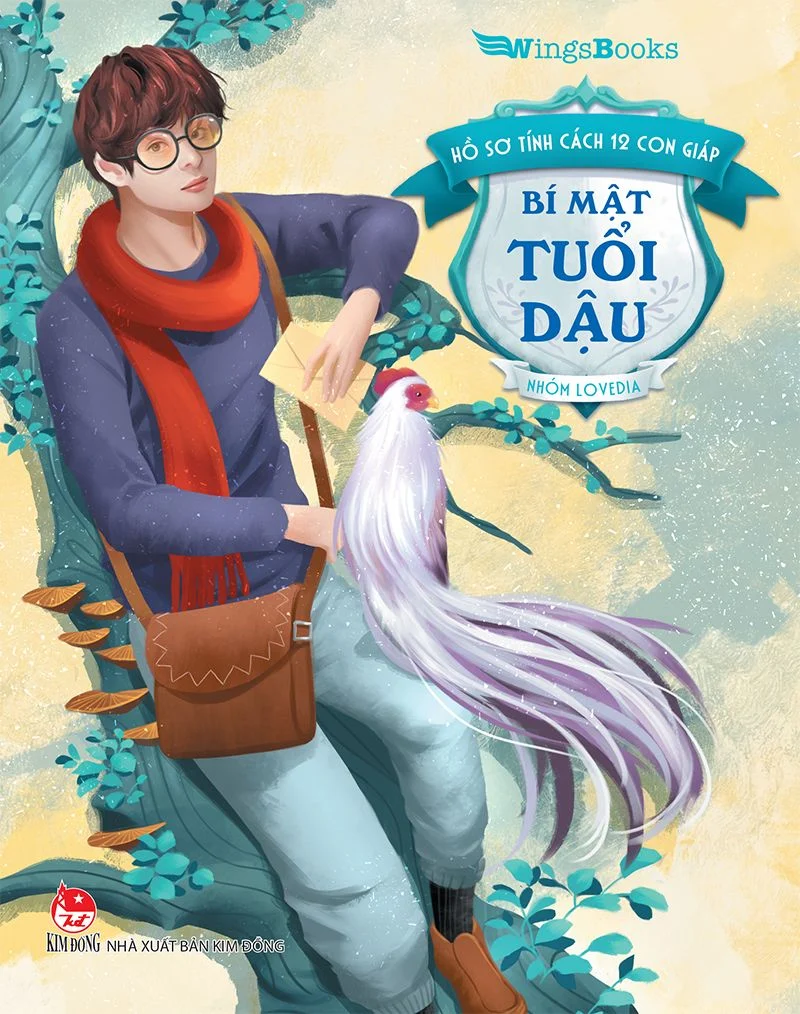 WingsBooks
HỒ SƠ TÍNH CÁCH 12 CON GIÁP
BÍ MẬT
TUỔI
DẬU
NHÓM LOVEDIA
KIM ĐỒNG NHÀ XUẤT BẢN KIM ĐỒNG